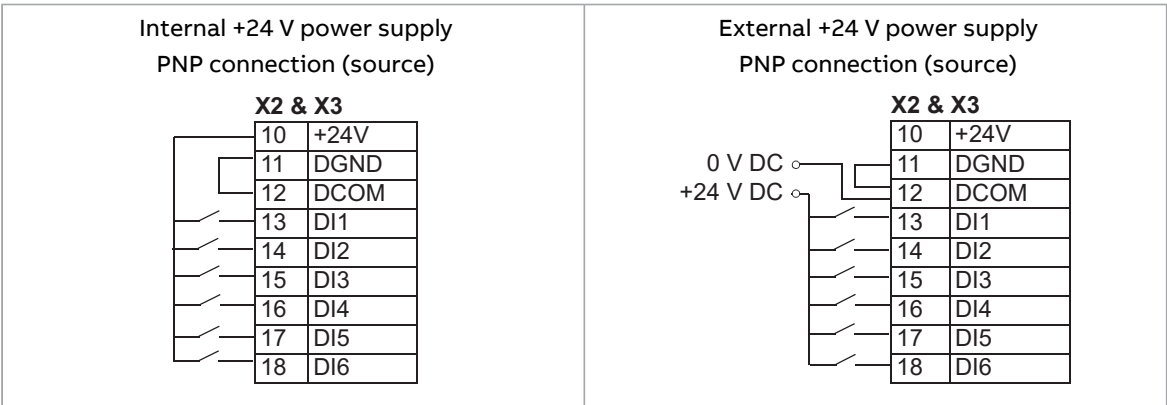 Internal +24 V power supply
PNP connection (source)
X2 & X3
10 +24V
11 DGND
12 DCOM
13 DI1
14 DI2
15 DI3
16 DI4
17 DI5
18 DI6
External +24 V power supply
PNP connection (source)
X2 & X3
10 +24V
0 V DC 11 DGND
+24 V DC 12 DCOM
13 DI1
14 DI2
15 DI3
16 DI4
17 DI5
18 DI6